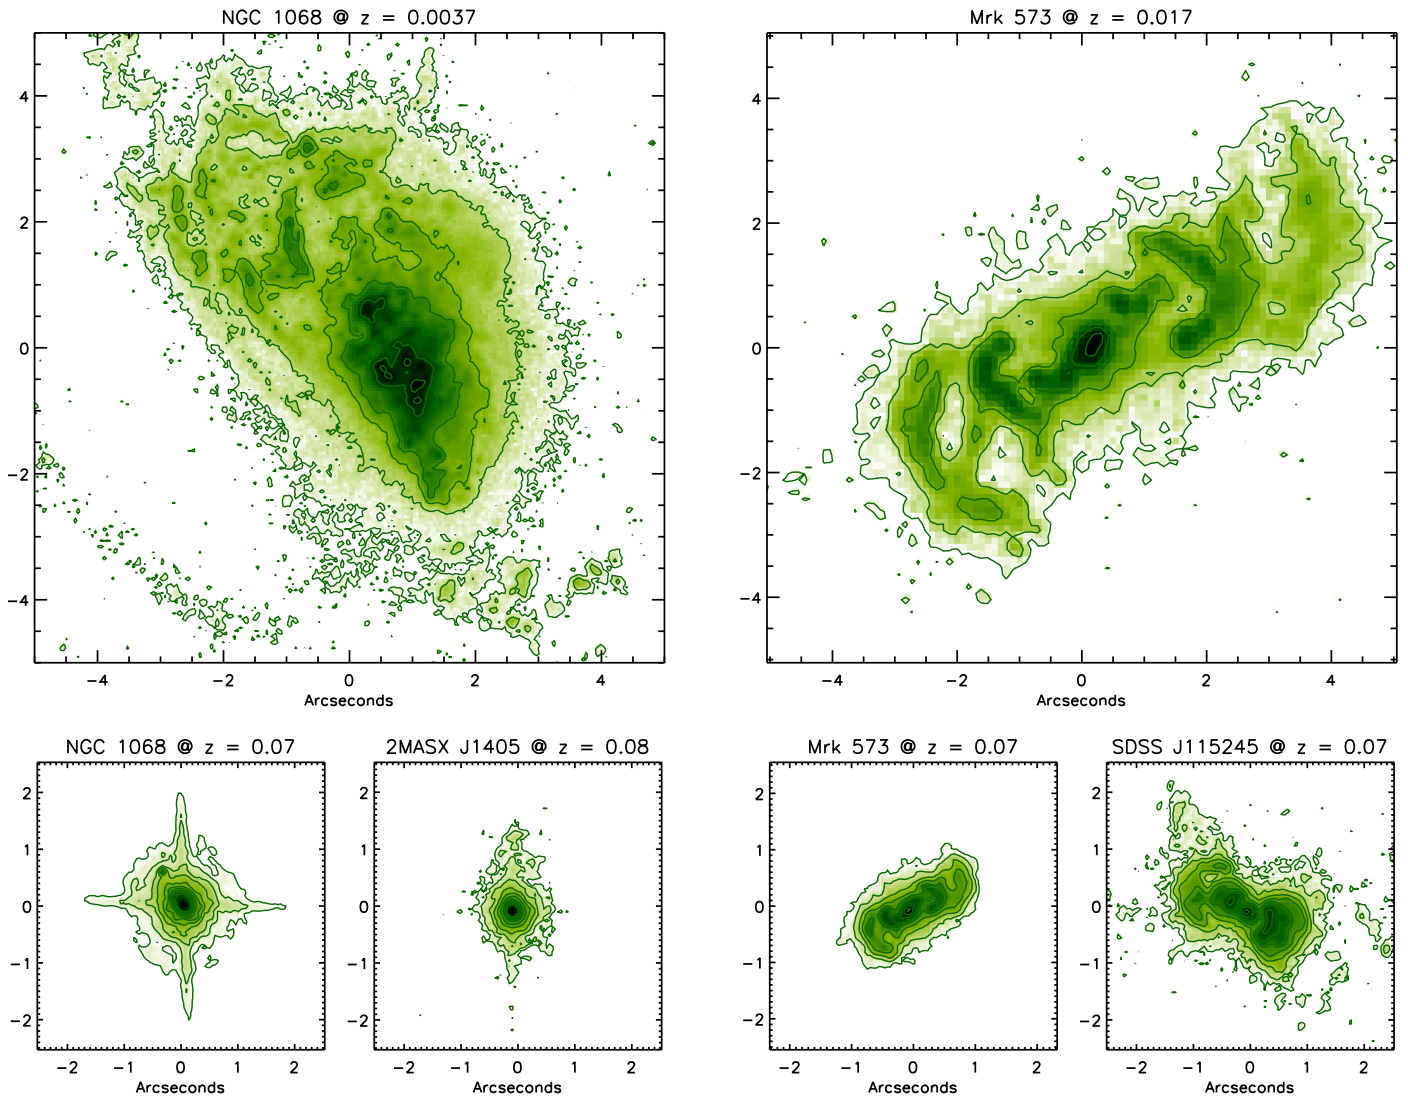 NGC 1068 @ z = 0.0037
4
2
0
−2
−4
−4 −2 0 2 4
Arcseconds
Mrk 573 @ z = 0.017
4
2
0
−2
−4
−4 −2 0 2 4
Arcseconds
NGC 1068 @ z = 0.07
2
1
0
−1
−2
−2 −1 0 1 2
Arcseconds
2MASX J1405 @ z = 0.08
2
1
0
−1
−2
−2 −1 0 1 2
Arcseconds
Mrk 573 @ z = 0.07
2
1
0
−1
−2
−2 −1 0 1 2
Arcseconds
SDSS J115245 @ z = 0.07
2
1
0
−1
−2
−2 −1 0 1 2
Arcseconds